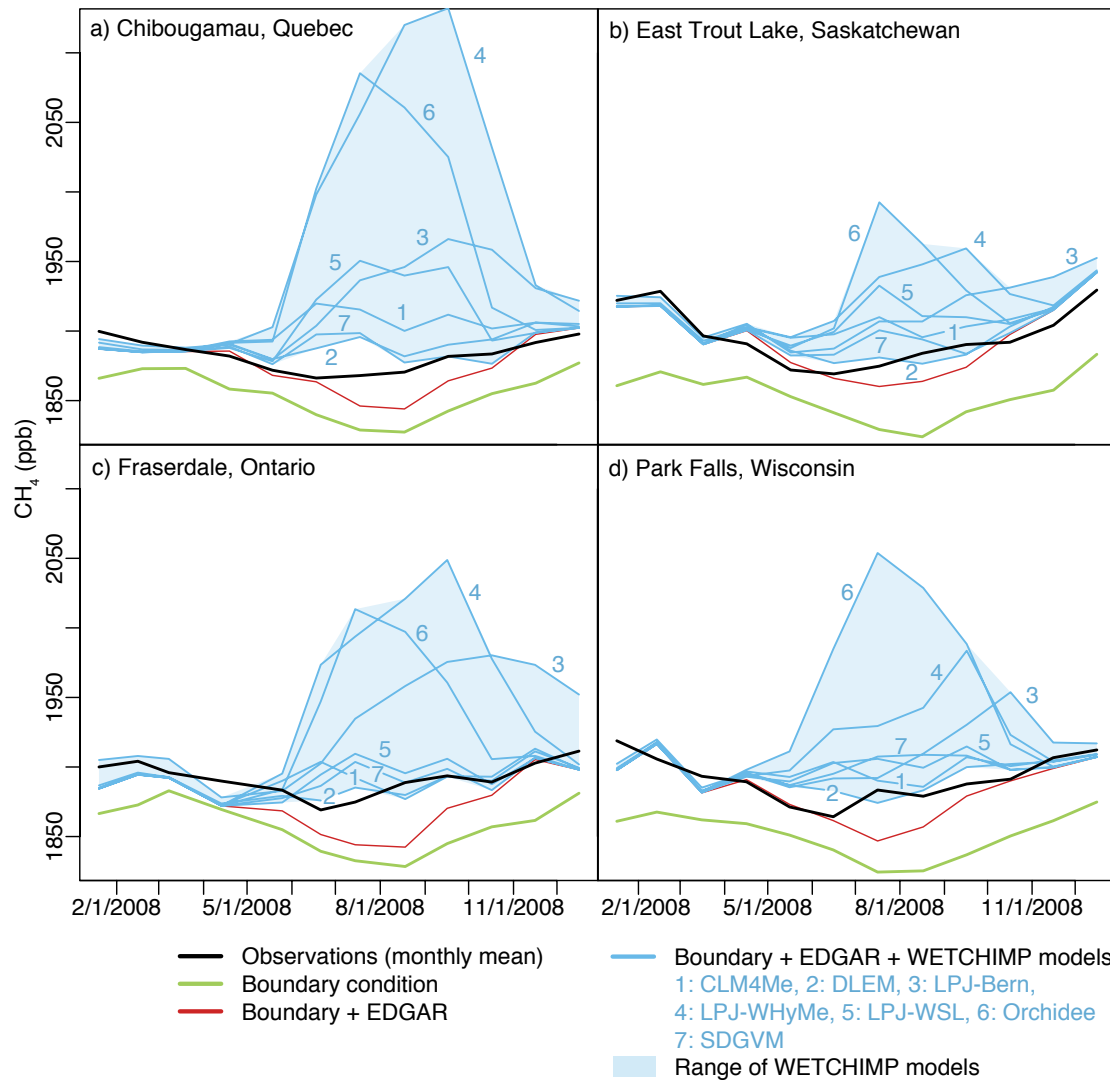 a) Chibougamau, Quebec
b) East Trout Lake, Saskatchewan
4
6
3
5
1
7
2
6
4
3
5
1
7
2
2050
1950
1850
CH4 (ppb)
c) Fraserdale, Ontario
d) Park Falls, Wisconsin
4
6
3
5
1
7
2
6
4
3
7
5
1
2
2050
1950
1850
2/1/2008 5/1/2008 8/1/2008 11/1/2008
2/1/2008 5/1/2008 8/1/2008 11/1/2008
Observations (monthly mean)
Boundary condition
Boundary + EDGAR
Boundary + EDGAR + WETCHIMP models
1: CLM4Me, 2: DLEM, 3: LPJ-Bern,
4: LPJ-WHyMe, 5: LPJ-WSL, 6: Orchidee
7: SDGVM
Range of WETCHIMP models